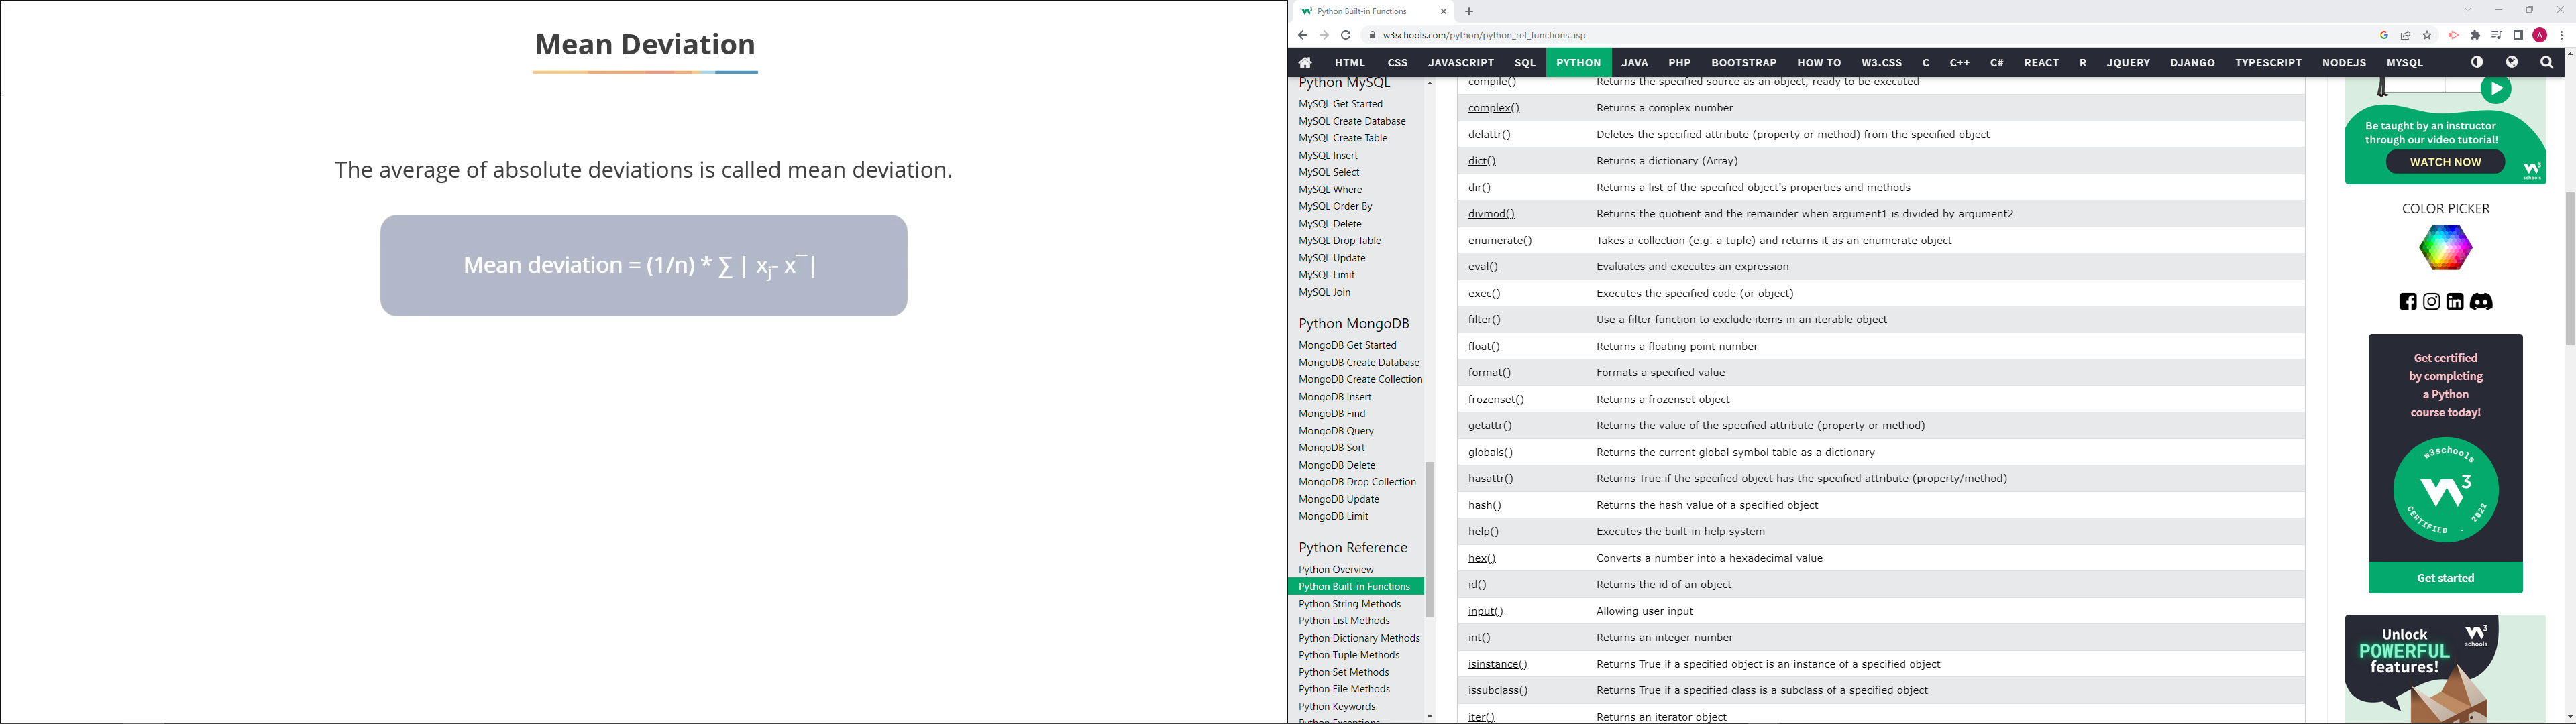 Mean Deviation
The average of absolute deviations is called mean deviation.
Mean deviation = (1/n) * ∑ | xj- x¯|
Python Built-in Functions
w3schools.com/python/python_ref_functions.asp
A
HTML CSS JAVASCRIPT SQL PYTHON JAVA PHP BOOTSTRAP HOW TO W3.CSS C C++ C# REACT R JQUERY DJANGO TYPESCRIPT NODEJS MYSQL
Python MySQL
MySQL Get Started
MySQL Create Database
MySQL Create Table
MySQL Insert
MySQL Select
MySQL Where
MySQL Order By
MySQL Delete
MySQL Drop Table
MySQL Update
MySQL Limit
MySQL Join
Python MongoDB
MongoDB Get Started
MongoDB Create Database
MongoDB Create Collection
MongoDB Insert
MongoDB Find
MongoDB Query
MongoDB Sort
MongoDB Delete
MongoDB Drop Collection
MongoDB Update
MongoDB Limit
Python Reference
Python Overview
Python Built-in Functions
Python String Methods
Python List Methods
Python Dictionary Methods
Python Tuple Methods
Python Set Methods
Python File Methods
Python Keywords
Python Exceptions
compile() Returns the specified source as an object, ready to be executed
complex() Returns a complex number
delattr() Deletes the specified attribute (property or method) from the specified object
dict() Returns a dictionary (Array)
dir() Returns a list of the specified object's properties and methods
divmod() Returns the quotient and the remainder when argument1 is divided by argument2
enumerate() Takes a collection (e.g. a tuple) and returns it as an enumerate object
eval() Evaluates and executes an expression
exec() Executes the specified code (or object)
filter() Use a filter function to exclude items in an iterable object
float() Returns a floating point number
format() Formats a specified value
frozenset() Returns a frozenset object
getattr() Returns the value of the specified attribute (property or method)
globals() Returns the current global symbol table as a dictionary
hasattr() Returns True if the specified object has the specified attribute (property/method)
hash() Returns the hash value of a specified object
help() Executes the built-in help system
hex() Converts a number into a hexadecimal value
id() Returns the id of an object
input() Allowing user input
int() Returns an integer number
isinstance() Returns True if a specified object is an instance of a specified object
issubclass() Returns True if a specified class is a subclass of a specified object
iter() Returns an iterator object
Be taught by an instructor
through our video tutorial!
WATCH NOW
3
schools
COLOR PICKER
Get certified
by completing
a Python
course today!
w3schools
3
CERTIFIED . 2022
Get started
Unlock
POWERFUL
features!
3
schools